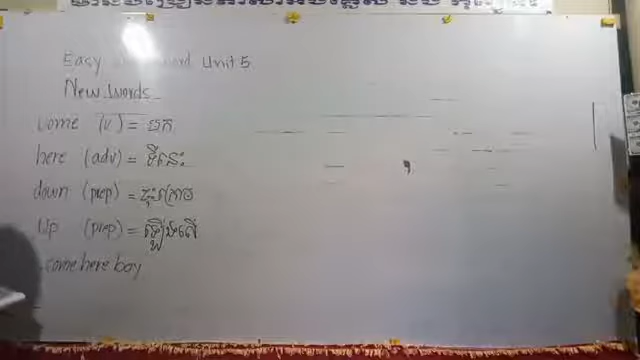 Easy word Unit 5
New words
come (v) = មក
here (adv) = ទីនេះ
down (prep) = ចុះក្រោម
up (prep) = ឡើងលើ
come here boy